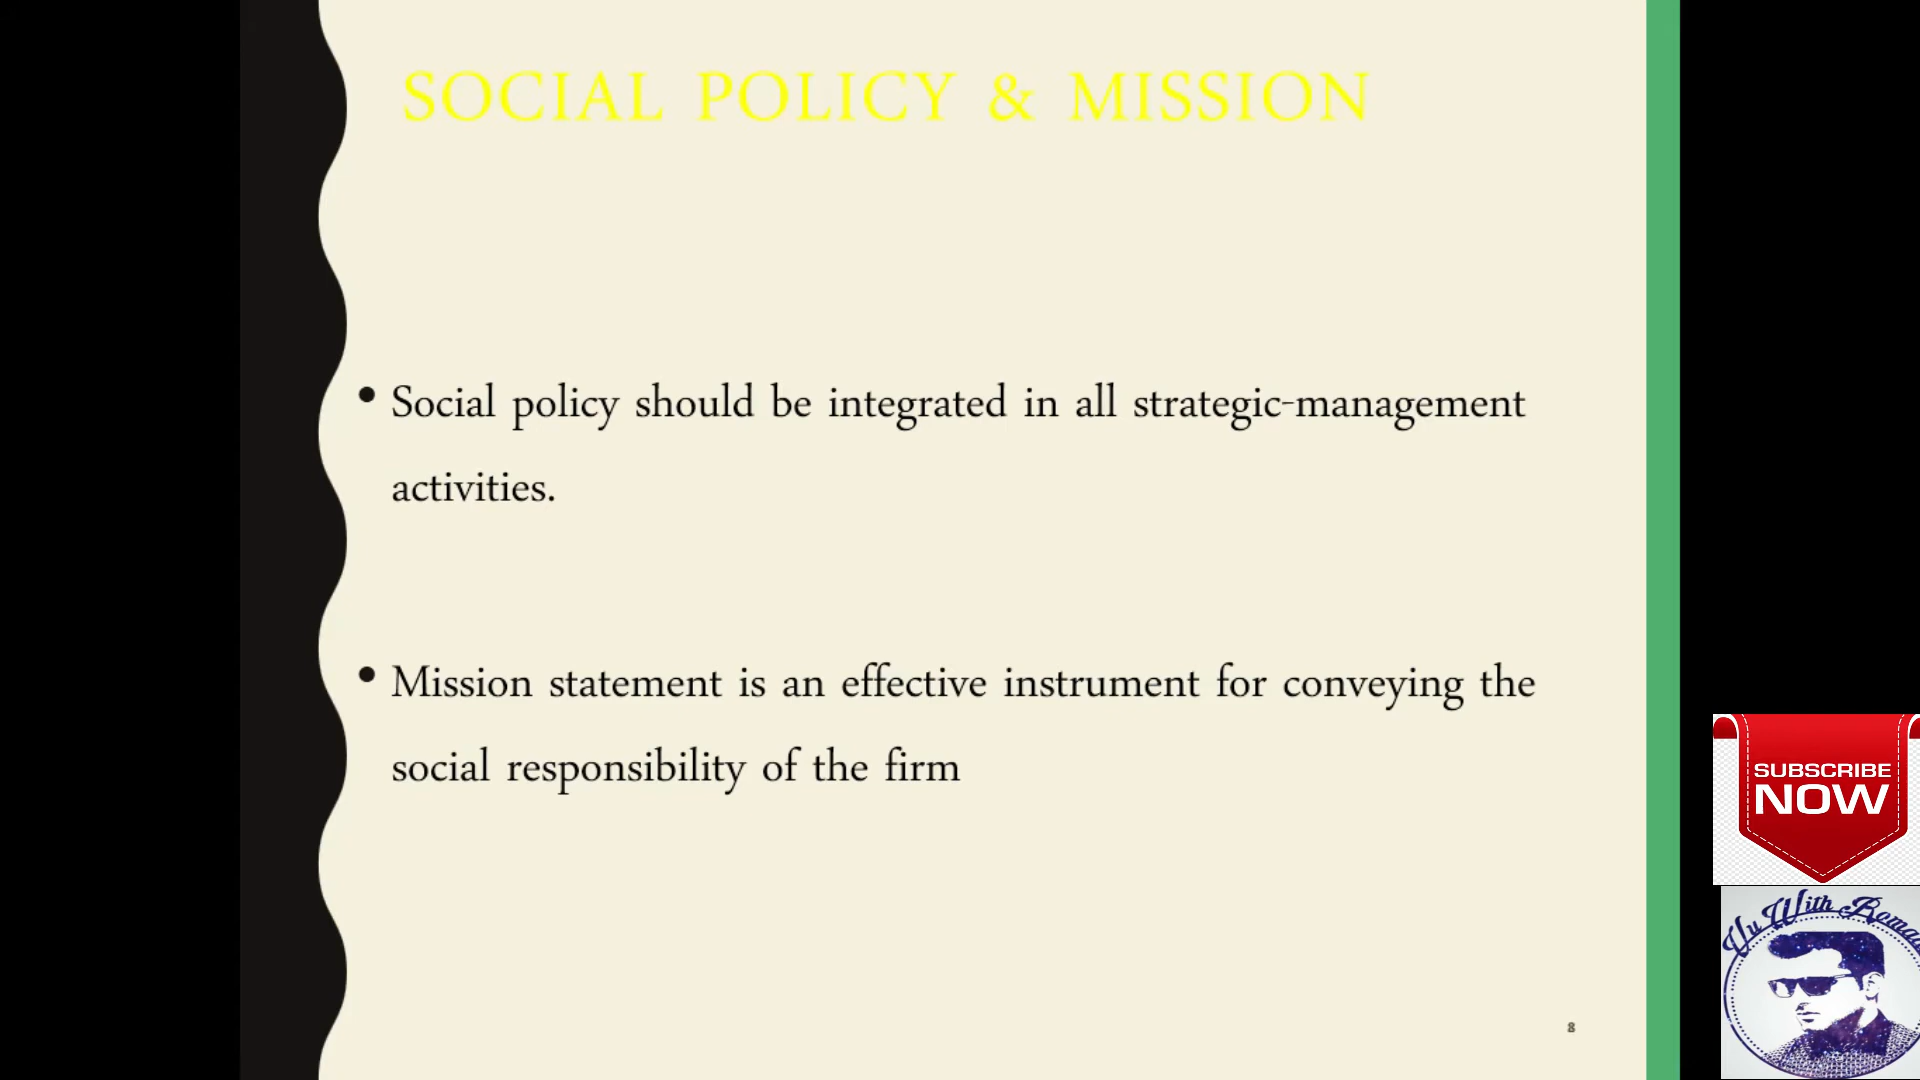 SOCIAL POLICY & MISSION
• Social policy should be integrated in all strategic-management
activities.
• Mission statement is an effective instrument for conveying the
social responsibility of the firm
8
SUBSCRIBE
NOW
With